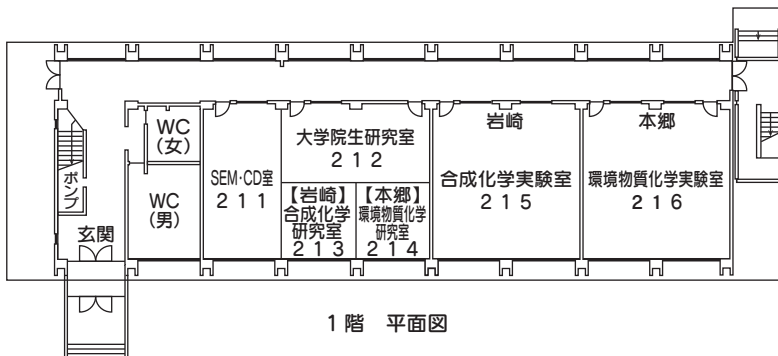 WC
(女)
ポンプ
玄関
WC
(男)
SEM・CD室
211
大学院生研究室
212
【岩崎】
合成化学
研究室
213
【本郷】
環境物質化学
研究室
214
岩崎
合成化学実験室
215
本郷
環境物質化学実験室
216
1階 平面図